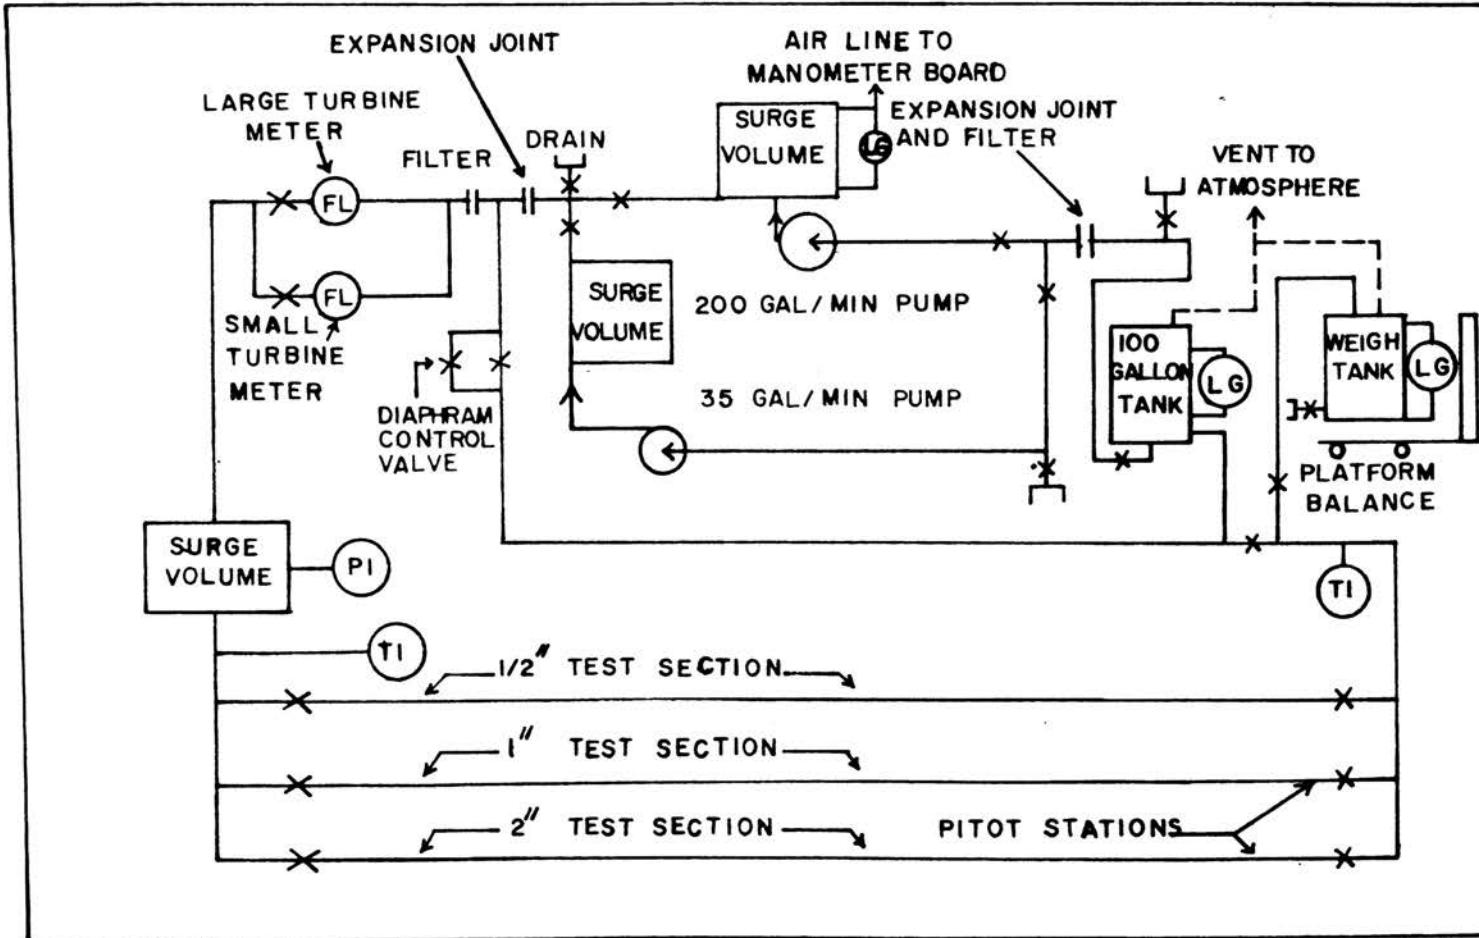 EXPANSION JOINT
AIR LINE TO
MANOMETER BOARD
LARGE TURBINE
METER
DRAIN
FILTER
SURGE
VOLUME
LG
EXPANSION JOINT
AND FILTER
VENT TO
ATMOSPHERE
FL
FL
SMALL
TURBINE
METER
SURGE
VOLUME
200 GAL/MIN PUMP
35 GAL/MIN PUMP
100
GALLON
TANK
LG
WEIGH
TANK
LG
DIAPHRAM
CONTROL
VALVE
PLATFORM
BALANCE
SURGE
VOLUME
PI
TI
TI
1/2" TEST SECTION
1" TEST SECTION
2" TEST SECTION
PITOT STATIONS